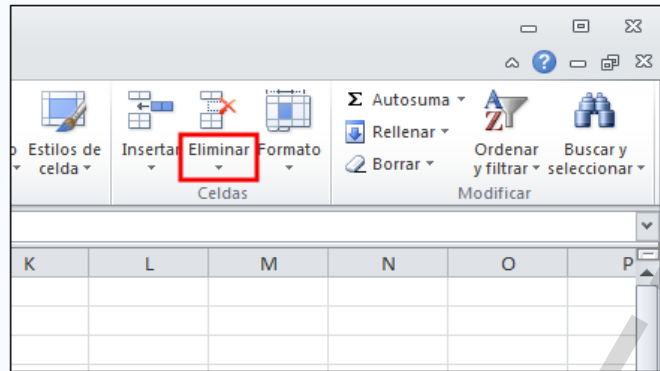 Σ Autosuma
Rellenar
Borrar
Estilos de
celda
Insertar
Eliminar
Formato
Ordenar
y filtrar
Buscar y
seleccionar
Celdas
Modificar
K L M N O P